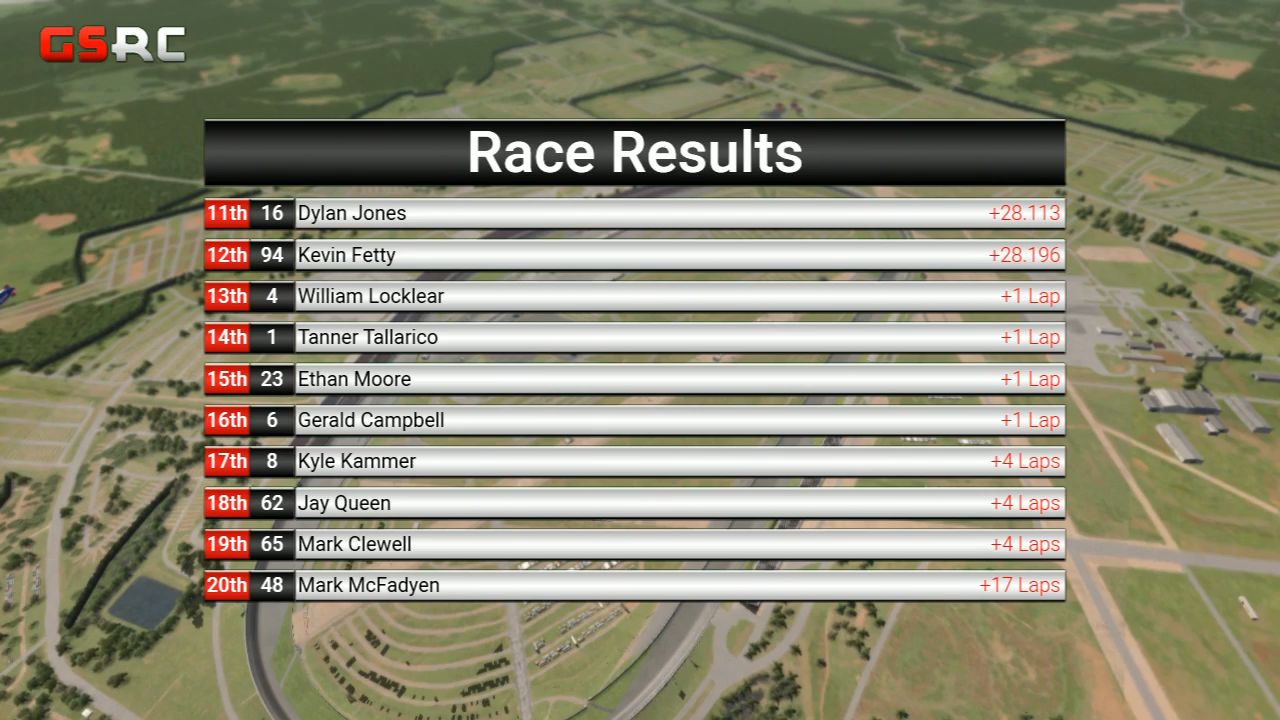 GSRC
Race Results
11th 16 Dylan Jones +28.113
12th 94 Kevin Fetty +28.196
13th 4 William Locklear +1 Lap
14th 1 Tanner Tallarico +1 Lap
15th 23 Ethan Moore +1 Lap
16th 6 Gerald Campbell +1 Lap
17th 8 Kyle Kammer +4 Laps
18th 62 Jay Queen +4 Laps
19th 65 Mark Clewell +4 Laps
20th 48 Mark McFadyen +17 Laps